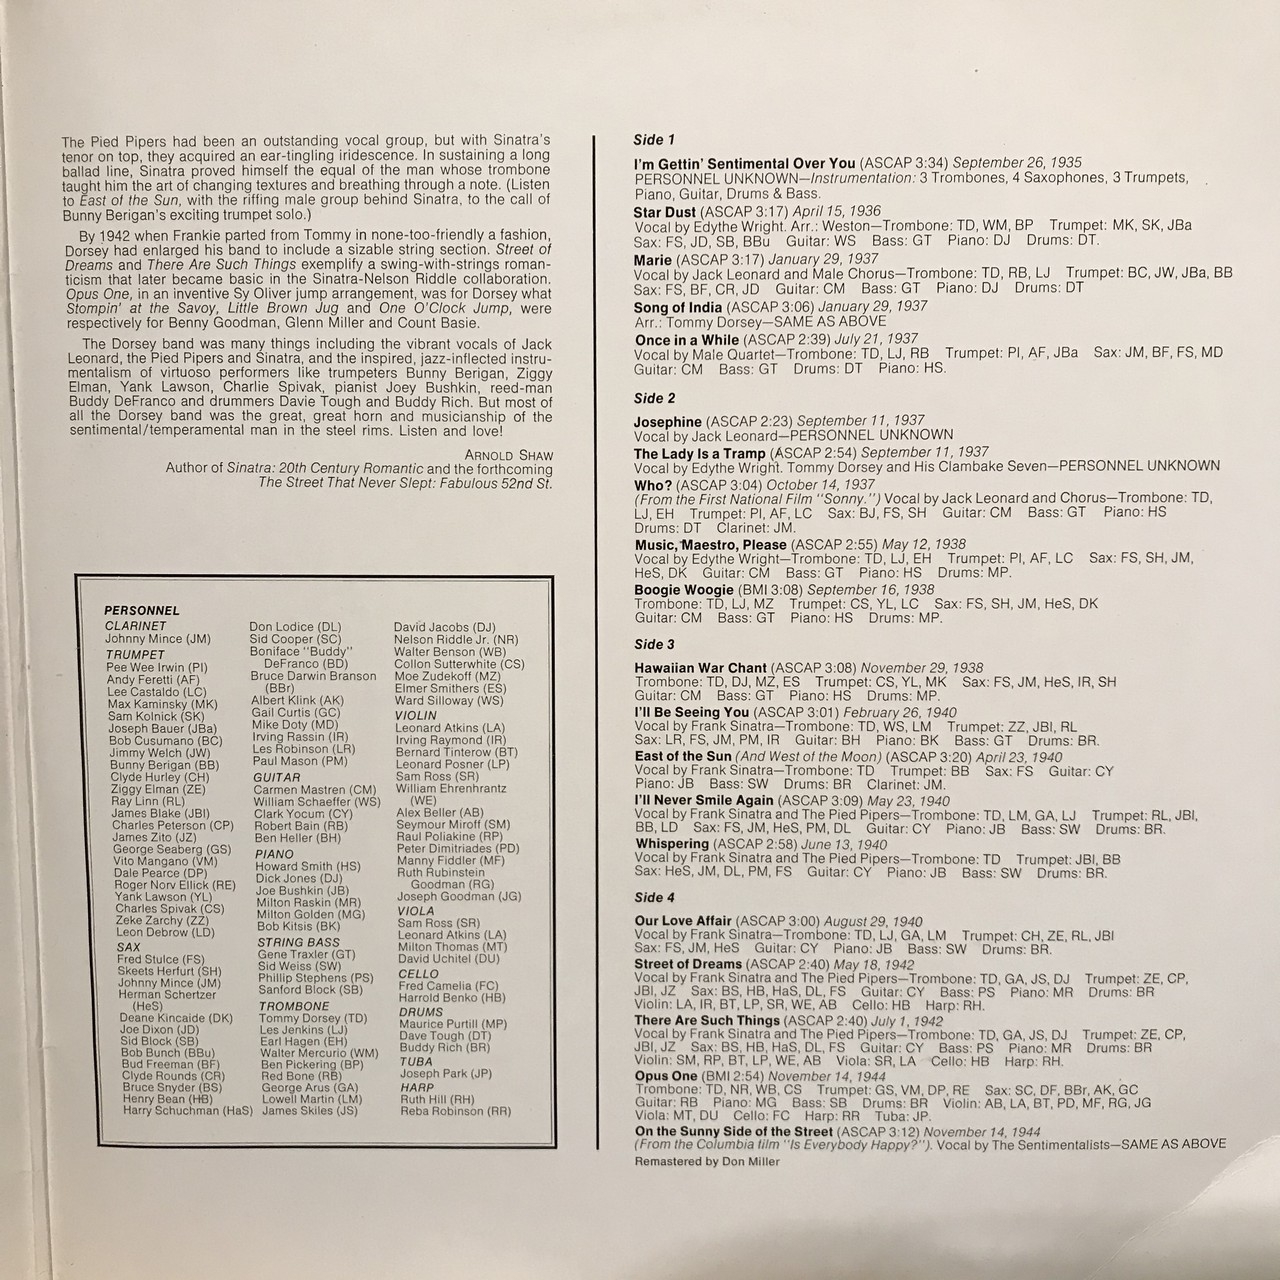 The Pied Pipers had been an outstanding vocal group, but with Sinatra's
tenor on top, they acquired an ear-tingling iridescence. In sustaining a long
ballad line, Sinatra proved himself the equal of the man whose trombone
taught him the art of changing textures and breathing through a note. (Listen
to East of the Sun, with the riffing male group behind Sinatra, to the call of
Bunny Berigan's exciting trumpet solo.)
By 1942 when Frankie parted from Tommy in none-too-friendly a fashion,
Dorsey had enlarged his band to include a sizable string section. Street of
Dreams and There Are Such Things exemplify a swing-with-strings roman-
ticism that later became basic in the Sinatra-Nelson Riddle collaboration.
Opus One, in an inventive Sy Oliver jump arrangement, was for Dorsey what
Stompin' at the Savoy, Little Brown Jug and One O'Clock Jump, were
respectively for Benny Goodman, Glenn Miller and Count Basie.
The Dorsey band was many things including the vibrant vocals of Jack
Leonard, the Pied Pipers and Sinatra, and the inspired, jazz-inflected instru-
mentalism of virtuoso performers like trumpeters Bunny Berigan, Ziggy
Elman, Yank Lawson, Charlie Spivak, pianist Joey Bushkin, reed-man
Buddy DeFranco and drummers Davie Tough and Buddy Rich. But most of
all the Dorsey band was the great, great horn and musicianship of the
sentimental/temperamental man in the steel rims. Listen and love!
ARNOLD SHAW
Author of Sinatra: 20th Century Romantic and the forthcoming
The Street That Never Slept: Fabulous 52nd St.
PERSONNEL
CLARINET
Johnny Mince (JM)
TRUMPET
Pee Wee Irwin (PI)
Andy Feretti (AF)
Lee Castaldo (LC)
Max Kaminsky (MK)
Sam Kolnick (SK)
Joseph Bauer (JBa)
Bob Cusumano (BC)
Jimmy Welch (JW)
Bunny Berigan (BB)
Clyde Hurley (CH)
Ziggy Elman (ZE)
Ray Linn (RL)
James Blake (JBI)
Charles Peterson (CP)
James Zito (JZ)
George Seaberg (GS)
Vito Mangano (VM)
Dale Pearce (DP)
Roger Norv Ellick (RE)
Yank Lawson (YL)
Charles Spivak (CS)
Zeke Zarchy (ZZ)
Leon Debrow (LD)
SAX
Fred Stulce (FS)
Skeets Herfurt (SH)
Johnny Mince (JM)
Herman Schertzer
(HeS)
Deane Kincaide (DK)
Joe Dixon (JD)
Sid Block (SB)
Bob Bunch (BBu)
Bud Freeman (BF)
Clyde Rounds (CR)
Bruce Snyder (BS)
Henry Bean (HB)
Harry Schuchman (HaS)
Don Lodice (DL)
Sid Cooper (SC)
Boniface "Buddy"
DeFranco (BD)
Bruce Darwin Branson
(BBr)
Albert Klink (AK)
Gail Curtis (GC)
Mike Doty (MD)
Irving Rassin (IR)
Les Robinson (LR)
Paul Mason (PM)
GUITAR
Carmen Mastren (CM)
William Schaeffer (WS)
Clark Yocum (CY)
Robert Bain (RB)
Ben Heller (BH)
PIANO
Howard Smith (HS)
Dick Jones (DJ)
Joe Bushkin (JB)
Milton Raskin (MR)
Milton Golden (MG)
Bob Kitsis (BK)
STRING BASS
Gene Traxler (GT)
Sid Weiss (SW)
Phillip Stephens (PS)
Sanford Block (SB)
TROMBONE
Tommy Dorsey (TD)
Les Jenkins (LJ)
Earl Hagen (EH)
Walter Mercurio (WM)
Ben Pickering (BP)
Red Bone (RB)
George Arus (GA)
Lowell Martin (LM)
James Skiles (JS)
David Jacobs (DJ)
Nelson Riddle Jr. (NR)
Walter Benson (WB)
Collon Sutterwhite (CS)
Moe Zudekoff (MZ)
Elmer Smithers (ES)
Ward Silloway (WS)
VIOLIN
Leonard Atkins (LA)
Irving Raymond (IR)
Bernard Tinterow (BT)
Leonard Posner (LP)
Sam Ross (SR)
William Ehrenhrantz
(WE)
Alex Beller (AB)
Seymour Miroff (SM)
Raul Poliakine (RP)
Peter Dimitriades (PD)
Manny Fiddler (MF)
Ruth Rubinstein
Goodman (RG)
Joseph Goodman (JG)
VIOLA
Sam Ross (SR)
Leonard Atkins (LA)
Milton Thomas (MT)
David Uchitel (DU)
CELLO
Fred Camelia (FC)
Harrold Benko (HB)
DRUMS
Maurice Purtill (MP)
Dave Tough (DT)
Buddy Rich (BR)
TUBA
Joseph Park (JP)
HARP
Ruth Hill (RH)
Reba Robinson (RR)
Side 1
I'm Gettin' Sentimental Over You (ASCAP 3:34) September 26, 1935
PERSONNEL UNKNOWN—Instrumentation: 3 Trombones, 4 Saxophones, 3 Trumpets,
Piano, Guitar, Drums & Bass.
Star Dust (ASCAP 3:17) April 15, 1936
Vocal by Edythe Wright. Arr.: Weston—Trombone: TD, WM, BP Trumpet: MK, SK, JBa
Sax: FS, JD, SB, BBu Guitar: WS Bass: GT Piano: DJ Drums: DT.
Marie (ASCAP 3:17) January 29, 1937
Vocal by Jack Leonard and Male Chorus—Trombone: TD, RB, LJ Trumpet: BC, JW, JBa, BB
Sax: FS, BF, CR, JD Guitar: CM Bass: GT Piano: DJ Drums: DT
Song of India (ASCAP 3:06) January 29, 1937
Arr.: Tommy Dorsey—SAME AS ABOVE
Once in a While (ASCAP 2:39) July 21, 1937
Vocal by Male Quartet—Trombone: TD, LJ, RB Trumpet: PI, AF, JBa Sax: JM, BF, FS, MD
Guitar: CM Bass: GT Drums: DT Piano: HS.
Side 2
Josephine (ASCAP 2:23) September 11, 1937
Vocal by Jack Leonard—PERSONNEL UNKNOWN
The Lady Is a Tramp (ASCAP 2:54) September 11, 1937
Vocal by Edythe Wright. Tommy Dorsey and His Clambake Seven—PERSONNEL UNKNOWN
Who? (ASCAP 3:04) October 14, 1937
(From the First National Film "Sonny.") Vocal by Jack Leonard and Chorus—Trombone: TD,
LJ, EH Trumpet: PI, AF, LC Sax: BJ, FS, SH Guitar: CM Bass: GT Piano: HS
Drums: DT Clarinet: JM.
Music, Maestro, Please (ASCAP 2:55) May 12, 1938
Vocal by Edythe Wright—Trombone: TD, LJ, EH Trumpet: PI, AF, LC Sax: FS, SH, JM,
HeS, DK Guitar: CM Bass: GT Piano: HS Drums: MP.
Boogie Woogie (BMI 3:08) September 16, 1938
Trombone: TD, LJ, MZ Trumpet: CS, YL, LC Sax: FS, SH, JM, HeS, DK
Guitar: CM Bass: GT Piano: HS Drums: MP.
Side 3
Hawaiian War Chant (ASCAP 3:08) November 29, 1938
Trombone: TD, DJ, MZ, ES Trumpet: CS, YL, MK Sax: FS, JM, HeS, IR, SH
Guitar: CM Bass: GT Piano: HS Drums: MP.
I'll Be Seeing You (ASCAP 3:01) February 26, 1940
Vocal by Frank Sinatra—Trombone: TD, WS, LM Trumpet: ZZ, JBI, RL
Sax: LR, FS, JM, PM, IR Guitar: BH Piano: BK Bass: GT Drums: BR.
East of the Sun (And West of the Moon) (ASCAP 3:20) April 23, 1940
Vocal by Frank Sinatra—Trombone: TD Trumpet: BB Sax: FS Guitar: CY
Piano: JB Bass: SW Drums: BR Clarinet: JM.
I'll Never Smile Again (ASCAP 3:09) May 23, 1940
Vocal by Frank Sinatra and The Pied Pipers—Trombone: TD, LM, GA, LJ Trumpet: RL, JBI,
BB, LD Sax: FS, JM, HeS, PM, DL Guitar: CY Piano: JB Bass: SW Drums: BR.
Whispering (ASCAP 2:58) June 13, 1940
Vocal by Frank Sinatra and The Pied Pipers—Trombone: TD Trumpet: JBI, BB
Sax: HeS, JM, DL, PM, FS Guitar: CY Piano: JB Bass: SW Drums: BR.
Side 4
Our Love Affair (ASCAP 3:00) August 29, 1940
Vocal by Frank Sinatra—Trombone: TD, LJ, GA, LM Trumpet: CH, ZE, RL, JBI
Sax: FS, JM, HeS Guitar: CY Piano: JB Bass: SW Drums: BR.
Street of Dreams (ASCAP 2:40) May 18, 1942
Vocal by Frank Sinatra and The Pied Pipers—Trombone: TD, GA, JS, DJ Trumpet: ZE, CP,
JBI, JZ Sax: BS, HB, HaS, DL, FS Guitar: CY Bass: PS Piano: MR Drums: BR
Violin: LA, IR, BT, LP, SR, WE, AB Cello: HB Harp: RH.
There Are Such Things (ASCAP 2:40) July 1, 1942
Vocal by Frank Sinatra and The Pied Pipers—Trombone: TD, GA, JS, DJ Trumpet: ZE, CP,
JBI, JZ Sax: BS, HB, HaS, DL, FS Guitar: CY Bass: PS Piano: MR Drums: BR
Violin: SM, RP, BT, LP, WE, AB Viola: SR, LA Cello: HB Harp: RH.
Opus One (BMI 2:54) November 14, 1944
Trombone: TD, NR, WB, CS Trumpet: GS, VM, DP, RE Sax: SC, DF, BBr, AK, GC
Guitar: RB Piano: MG Bass: SB Drums: BR Violin: AB, LA, BT, PD, MF, RG, JG
Viola: MT, DU Cello: FC Harp: RR Tuba: JP.
On the Sunny Side of the Street (ASCAP 3:12) November 14, 1944
(From the Columbia film "Is Everybody Happy?"). Vocal by The Sentimentalists—SAME AS ABOVE
Remastered by Don Miller